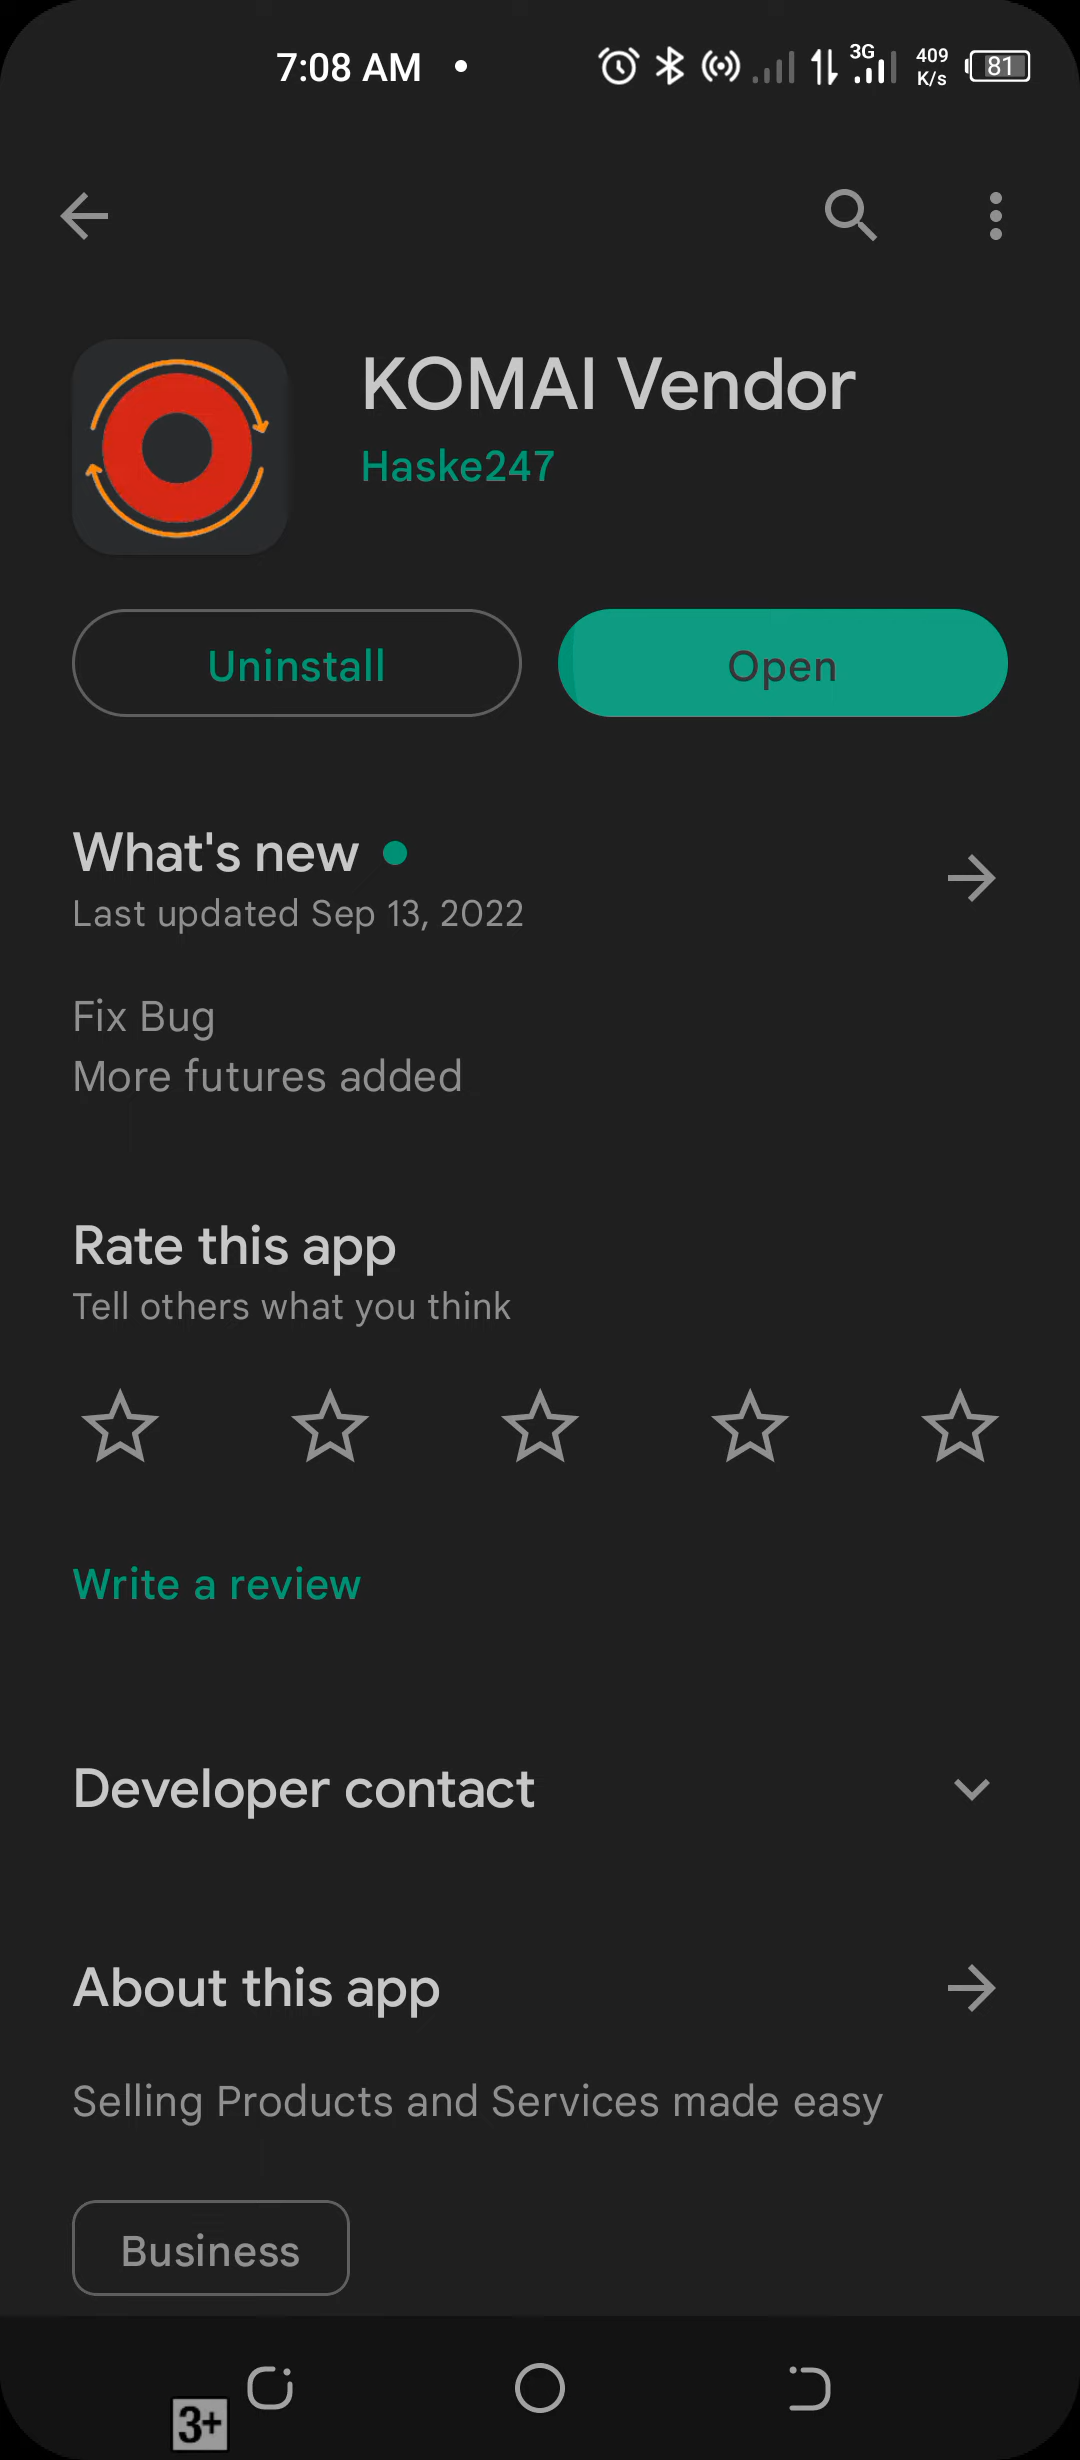 7:08 AM
3G
409
K/s
81
KOMAI Vendor
Haske247
Uninstall
Open
What's new
Last updated Sep 13, 2022
Fix Bug
More futures added
Rate this app
Tell others what you think
Write a review
Developer contact
About this app
Selling Products and Services made easy
Business
3+